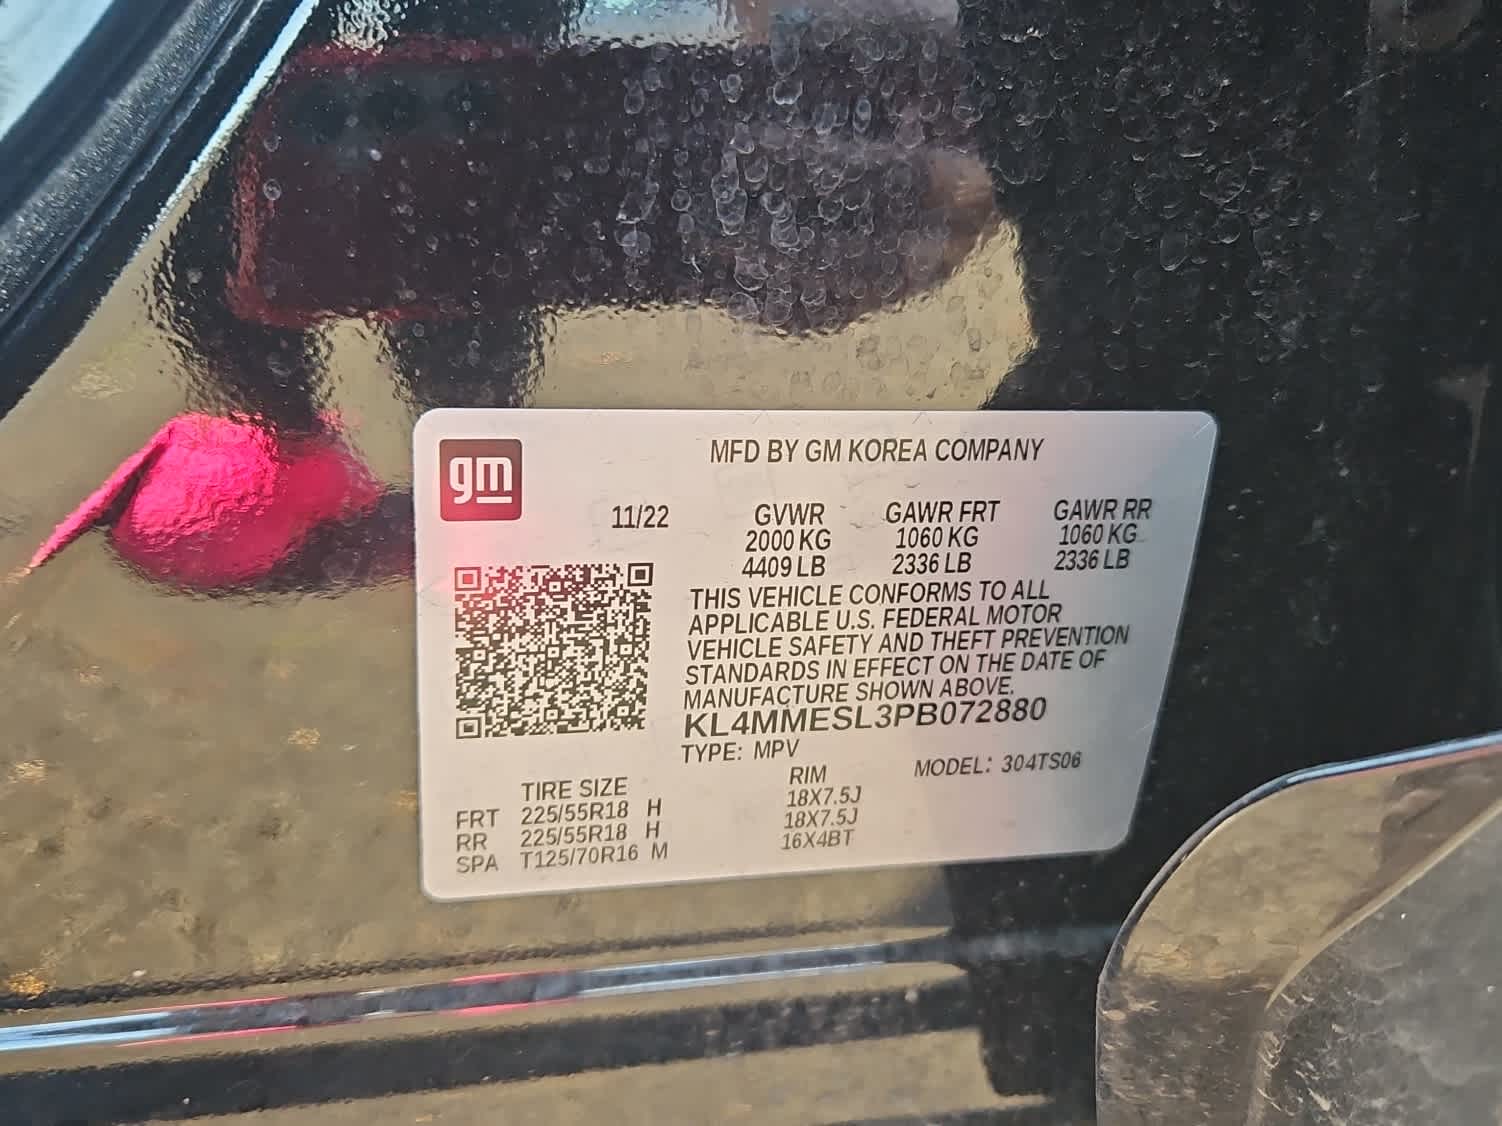 gm
MFD BY GM KOREA COMPANY
11/22 GVWR GAWR FRT GAWR RR
2000 KG 1060 KG 1060 KG
4409 LB 2336 LB 2336 LB
THIS VEHICLE CONFORMS TO ALL
APPLICABLE U.S. FEDERAL MOTOR
VEHICLE SAFETY AND THEFT PREVENTION
STANDARDS IN EFFECT ON THE DATE OF
MANUFACTURE SHOWN ABOVE.
KL4MMESL3PB072880
TYPE: MPV MODEL: 304TS06
TIRE SIZE RIM
FRT 225/55R18 H 18X7.5J
RR 225/55R18 H 18X7.5J
SPA T125/70R16 M 16X4BT